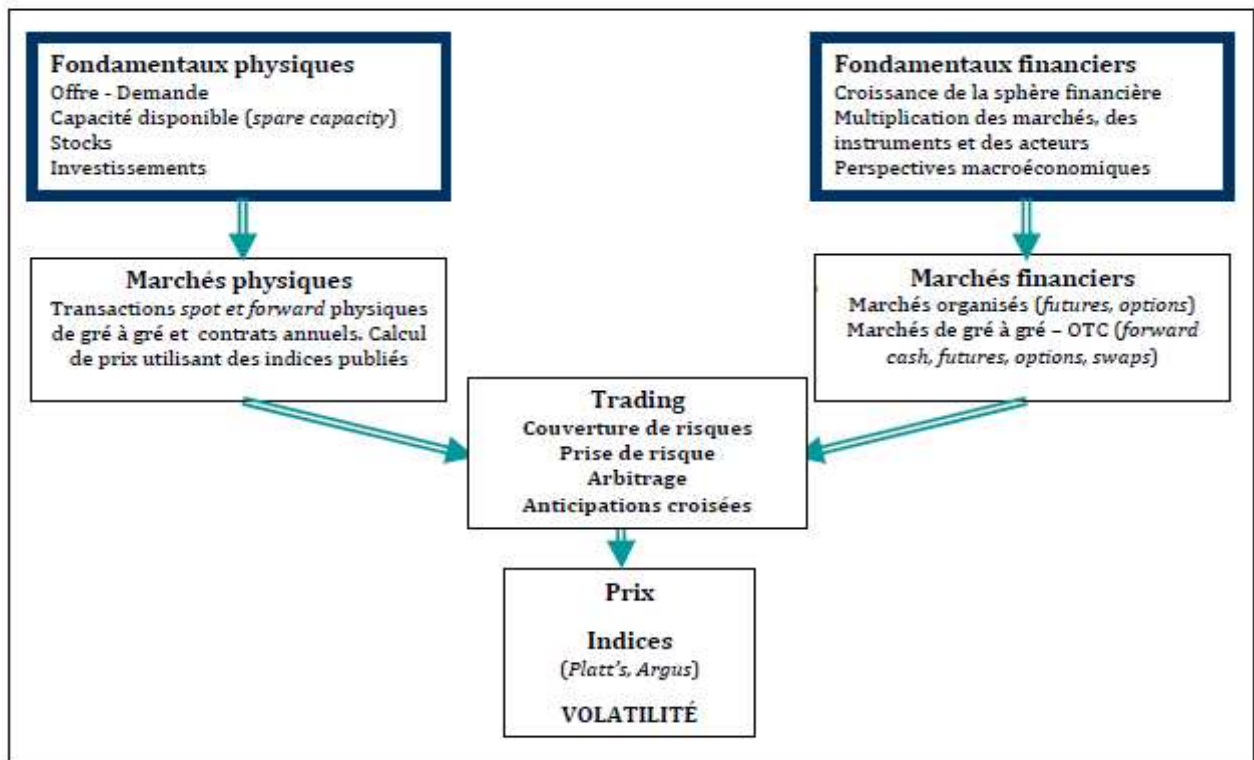 Fondamentaux physiques
Offre - Demande
Capacité disponible (spare capacity)
Stocks
Investissements
Fondamentaux financiers
Croissance de la sphère financière
Multiplication des marchés, des
instruments et des acteurs
Perspectives macroéconomiques
Marchés physiques
Transactions spot et forward physiques
de gré à gré et contrats annuels. Calcul
de prix utilisant des indices publiés
Marchés financiers
Marchés organisés (futures, options)
Marchés de gré à gré – OTC (forward
cash, futures, options, swaps)
Trading
Couverture de risques
Prise de risque
Arbitrage
Anticipations croisées
Prix
Indices
(Platt's, Argus)
VOLATILITÉ